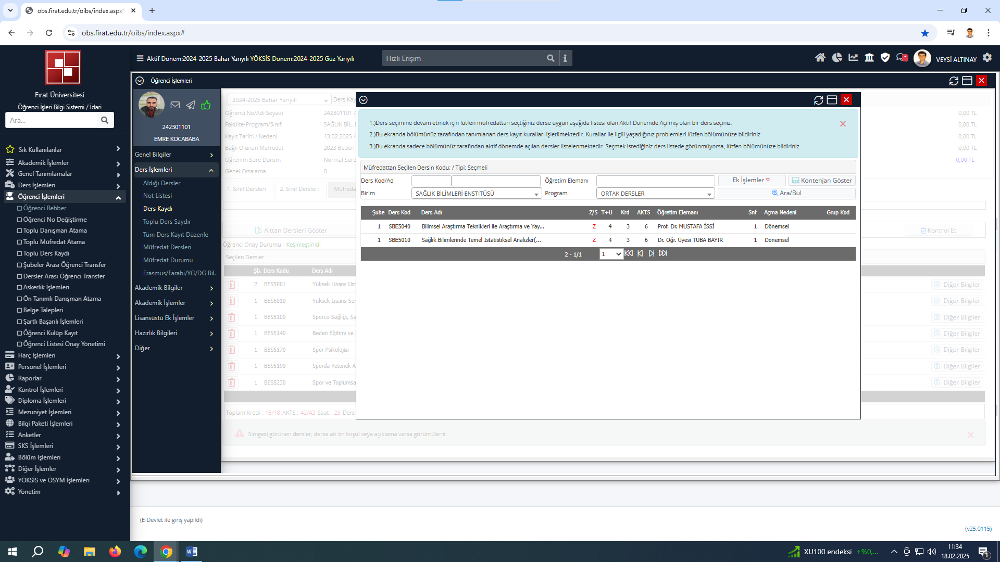 obs.firat.edu.tr/oibs/index.aspx#
obs.firat.edu.tr/oibs/index.aspx#
Fırat Üniversitesi
Öğrenci İşleri Bilgi Sistemi / İdari
Ara...
Sık Kullanılanlar
Akademik İşlemler
Genel Tanımlamalar
Ders İşlemleri
Öğrenci İşlemleri
Öğrenci Rehber
Öğrenci No Değiştirme
Toplu Danışman Atama
Toplu Müfredat Atama
Toplu Ders Kaydı
Şubeler Arası Öğrenci Transfer
Dersler Arası Öğrenci Transfer
Askerlik İşlemleri
Ön Tanımlı Danışman Atama
Belge Talepleri
Şartlı Başarılı İşlemleri
Öğrenci Kulüp Kayıt
Öğrenci Listesi Onay Yönetimi
Harç İşlemleri
Personel İşlemleri
Raporlar
Kontrol İşlemleri
Diploma İşlemleri
Mezuniyet İşlemleri
Bilgi Paketi İşlemleri
Anketler
SKS İşlemleri
Bölüm İşlemleri
Diğer İşlemler
YÖKSİS ve ÖSYM İşlemleri
Yönetim
Aktif Dönem:2024-2025 Bahar Yarıyılı YÖKSİS Dönem:2024-2025 Güz Yarıyılı
Hızlı Erişim
VEYSİ ALTINAY
Öğrenci İşlemleri
242301101
EMRE KOCABABA
Genel Bilgiler
Ders İşlemleri
Aldığı Dersler
Not Listesi
Ders Kaydı
Toplu Ders Saydır
Tüm Ders Kayıt Düzenle
Müfredat Dersleri
Müfredat Durumu
Erasmus/Farabi/YG/DG Bil.
Akademik Bilgiler
Akademik İşlemler
Lisansüstü Ek İşlemler
Hazırlık Bilgileri
Diğer
2024-2025 Bahar Yarıyılı Ders Kay
Öğrenci No/Adı Soyadı 242301101 /
Fakülte-Program/Sınıfı SAĞLIK BİL.
Kayıt Tarihi / Nedeni 13.02.2025 /
Bağlı Olunan Müfredat 2023 Beden
Öğrenim Süre Durum Normal Süre
Genel Ortalama 0
0,00 TL
0,00 TL
0,00 TL
0,00 TL
0,00 TL
1. Sınıf Dersleri 2. Sınıf Dersleri Müfreda
Alttan Dersleri Göster
Kontrol Et
Öğrenci Onay Durumu : Kesinleştirildi
Seçilen Dersler
Şb. Ders Kodu Ders Adı
2 BES5001 Yüksek Lisans Uz Diğer Bilgiler
1 BES5010 Yüksek Lisans Se Diğer Bilgiler
1 BES5100 Sporcu Sağlığı, Sa Diğer Bilgiler
1 BES5140 Beden Eğitimi ve Diğer Bilgiler
1 BES5170 Spor Psikolojisi Diğer Bilgiler
1 BES5190 Sporda Yetenek A Diğer Bilgiler
1 BES5230 Spor ve Toplumsa Diğer Bilgiler
Toplam Kredi : 15/18 AKTS : 42/42 Saat : 23 Ders
Simgesi görünen dersler, derse ait ön koşul veya açıklama varsa görüntülenir.
1.)Ders seçimine devam etmek için lütfen müfredattan seçtiğiniz derse uygun aşağıda listesi olan Aktif Dönemde Açılmış olan bir ders seçiniz.
2.)Bu ekranda bölümünüz tarafından tanımlanan ders kayıt kuralları işletilmektedir. Kurallar ile ilgili yaşadığınız problemleri lütfen bölümünüze bildiriniz
3.)Bu ekranda sadece bölümünüz tarafından aktif dönemde açılan dersler listelenmektedir. Seçmek istediğiniz ders listede görünmüyorsa, lütfen bölümünüze bildiriniz.
Müfredattan Seçilen Dersin Kodu: / Tipi: Seçmeli
Ders Kod/Ad Öğretim Elemanı Ek İşlemler Kontenjan Göster
Birim SAĞLIK BİLİMLERİ ENSTİTÜSÜ Program ORTAK DERSLER Ara/Bul
Şube Ders Kod Ders Adı Z/S T+U Krd AKTS Öğretim Elemanı Snf Açma Nedeni Grup Kod
1 SBE5040 Bilimsel Araştırma Teknikleri ile Araştırma ve Yay... Z 4 3 6 Prof. Dr. MUSTAFA İSSİ 1 Dönemsel
1 SBE5010 Sağlık Bilimlerinde Temel İstatistiksel Analizler(... Z 4 3 6 Dr. Öğr. Üyesi TUBA BAYİR 1 Dönemsel
2 - 1/1 1
(E-Devlet ile giriş yapıldı)
(v25.0115)
XU100 endeksi +%0,...
11:34
18.02.2025
1